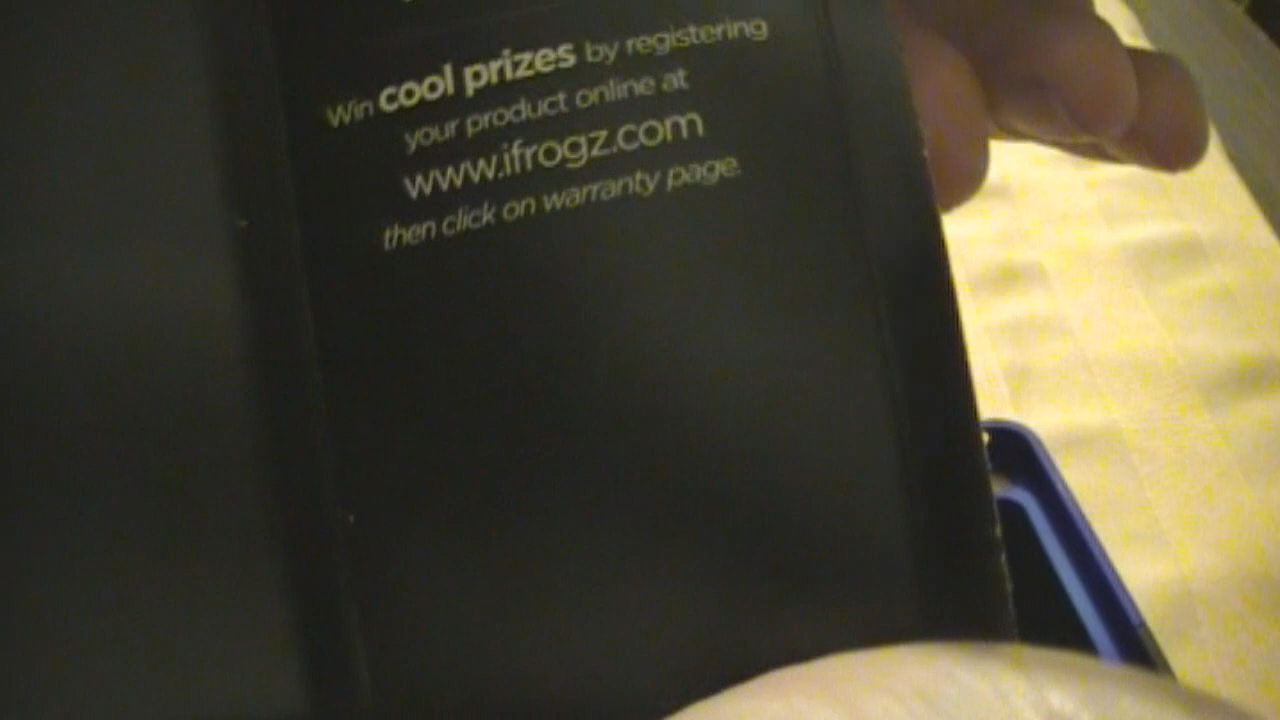 Win cool prizes by registering
your product online at
www.ifrogz.com
then click on warranty page.